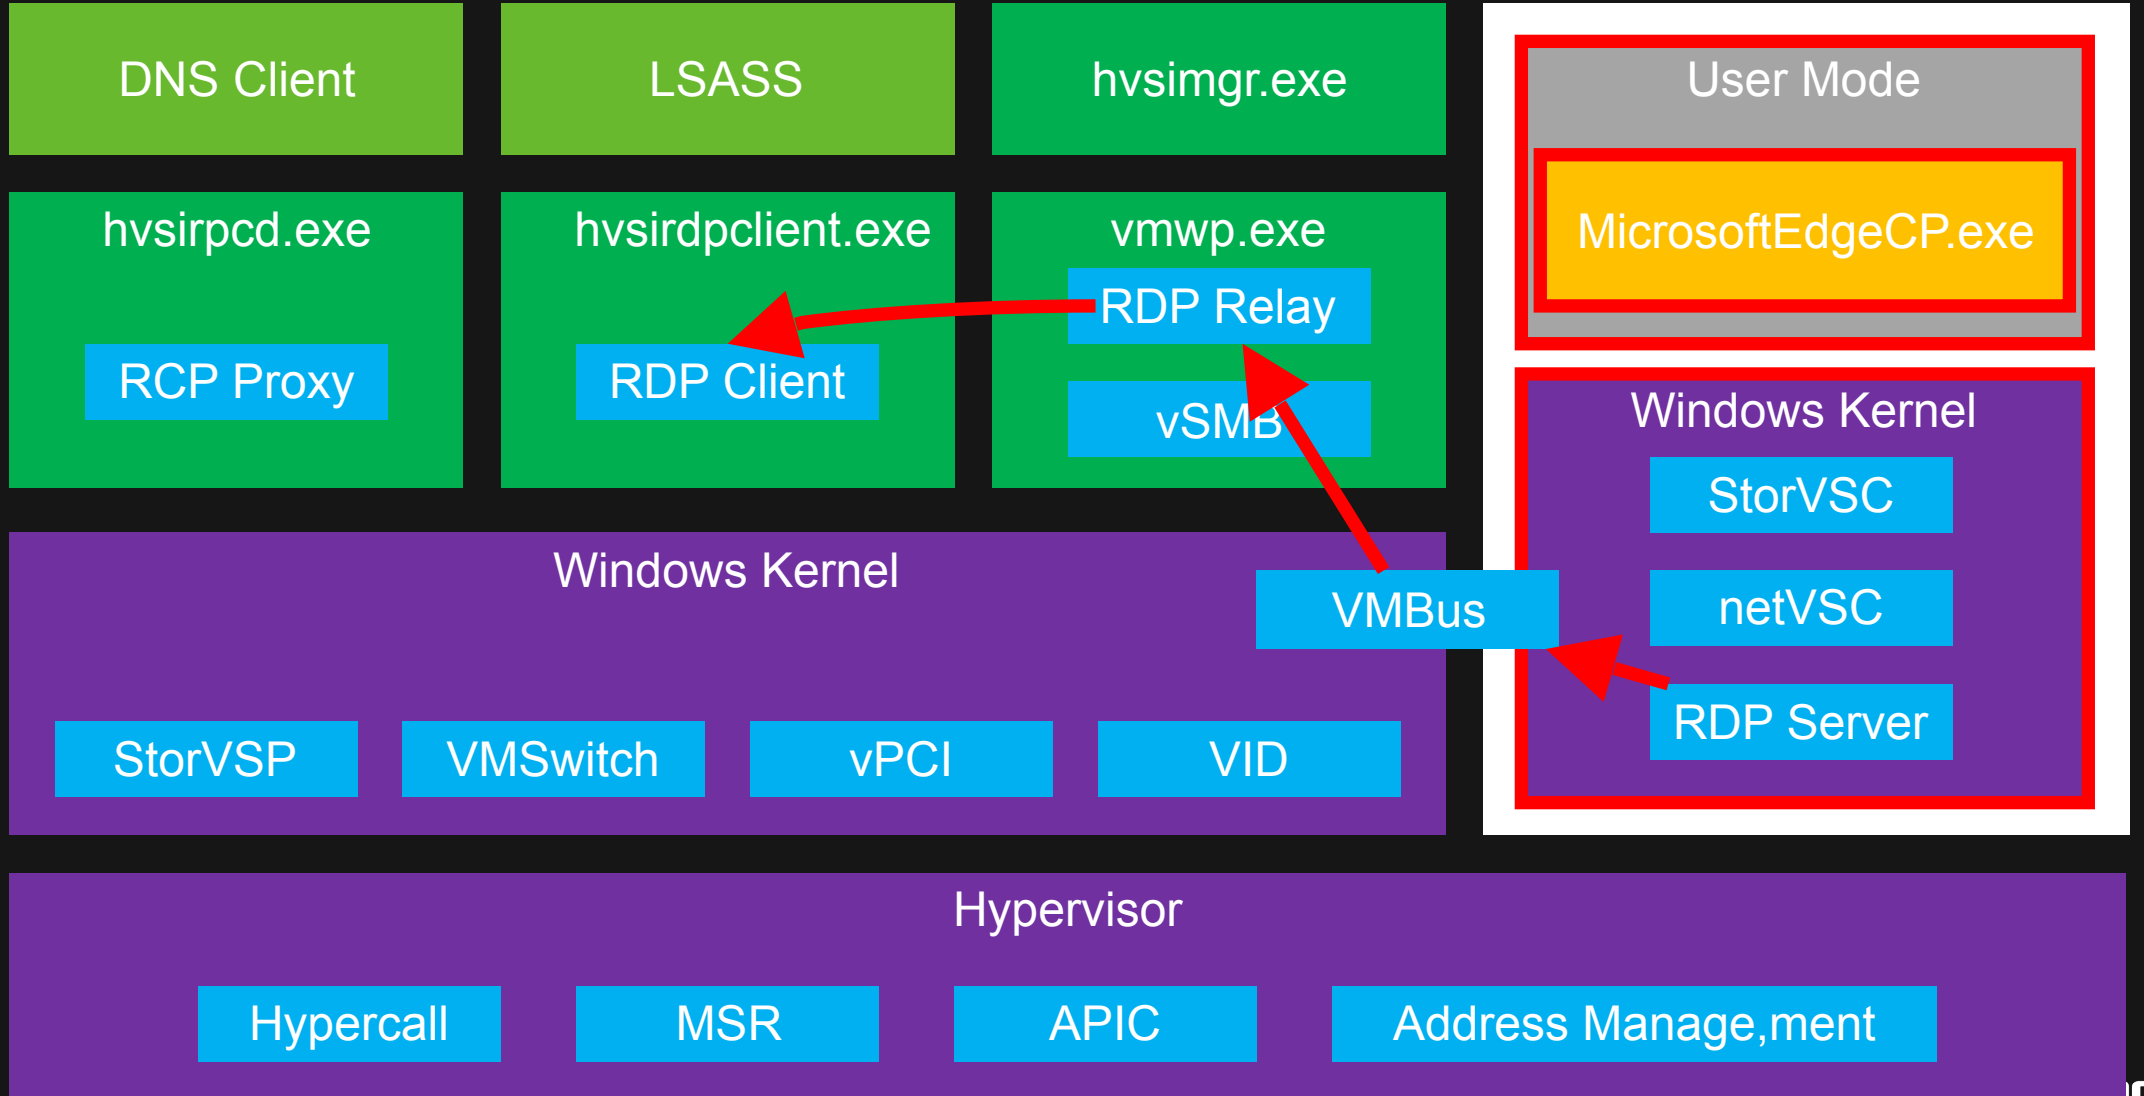 DNS Client
LSASS
hvsimgr.exe
User Mode
hvsirpcd.exe
hvsirdpclient.exe
vmwp.exe
MicrosoftEdgeCP.exe
RDP Relay
RCP Proxy
RDP Client
vSMB
Windows Kernel
StorVSC
netVSC
RDP Server
Windows Kernel
VMBus
StorVSP
VMSwitch
vPCI
VID
Hypervisor
Hypercall
MSR
APIC
Address Manage,ment